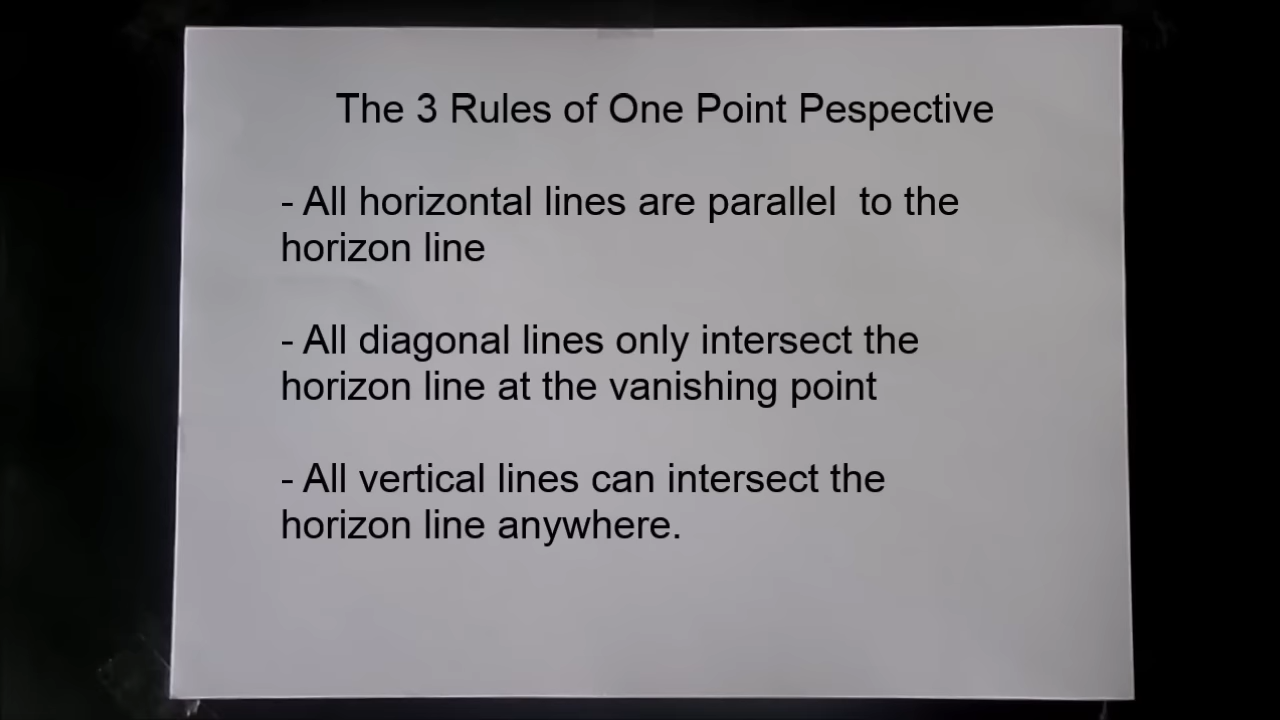 The 3 Rules of One Point Pespective
- All horizontal lines are parallel  to the
horizon line
- All diagonal lines only intersect the
horizon line at the vanishing point
- All vertical lines can intersect the
horizon line anywhere.